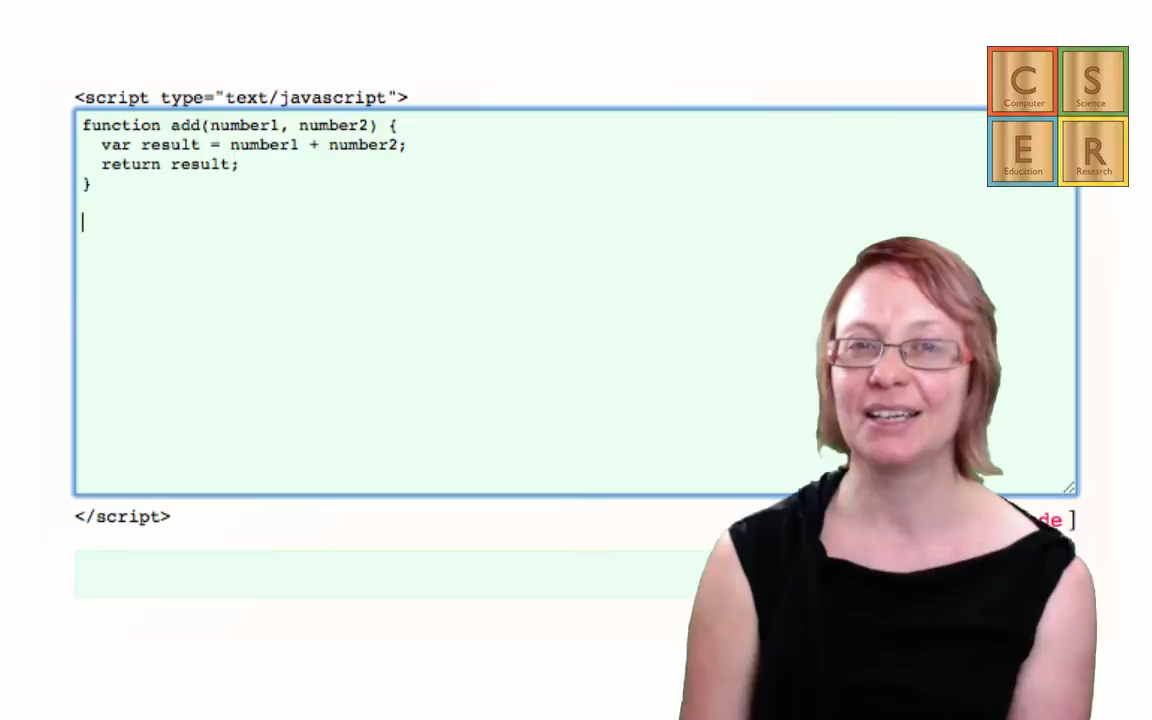 <script type="text/javascript">
function add(number1, number2) {
  var result = number1 + number2;
  return result;
}
</script>
de ]
C
Computer
S
Science
E
Education
R
Research